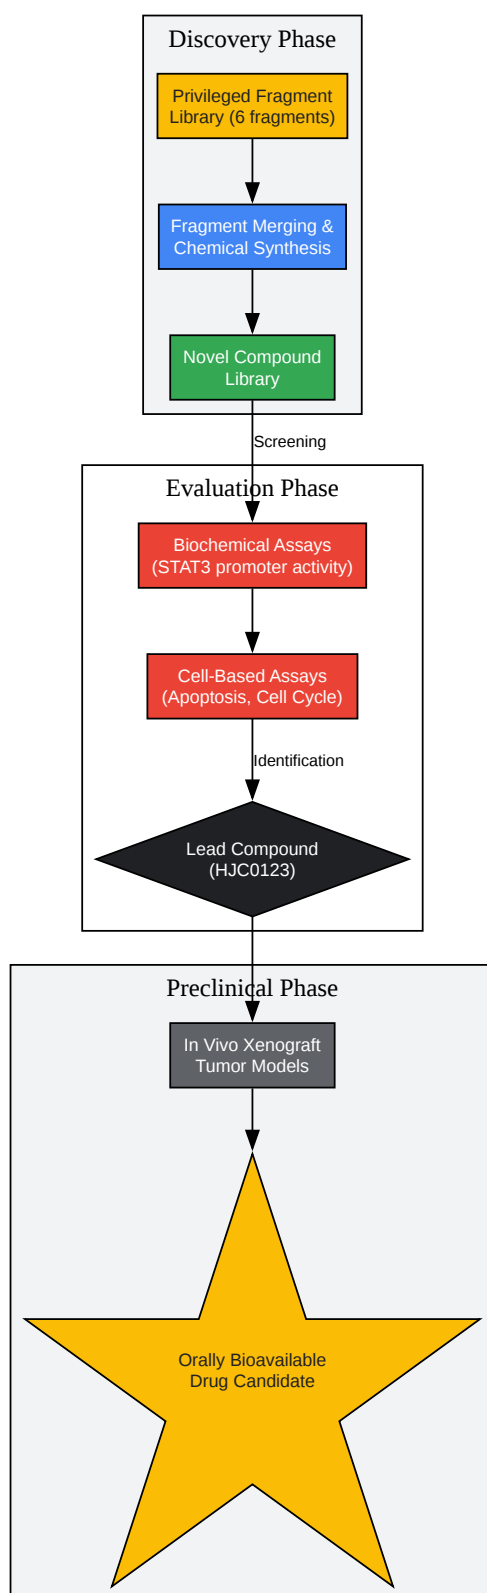 Discovery Phase
Privileged Fragment
Library (6 fragments)
Fragment Merging &
Chemical Synthesis
Novel Compound
Library
Screening
Evaluation Phase
Biochemical Assays
(STAT3 promoter activity)
Cell-Based Assays
(Apoptosis, Cell Cycle)
Identification
Lead Compound
(HJC0123)
Preclinical Phase
In Vivo Xenograft
Tumor Models
Orally Bioavailable
Drug Candidate